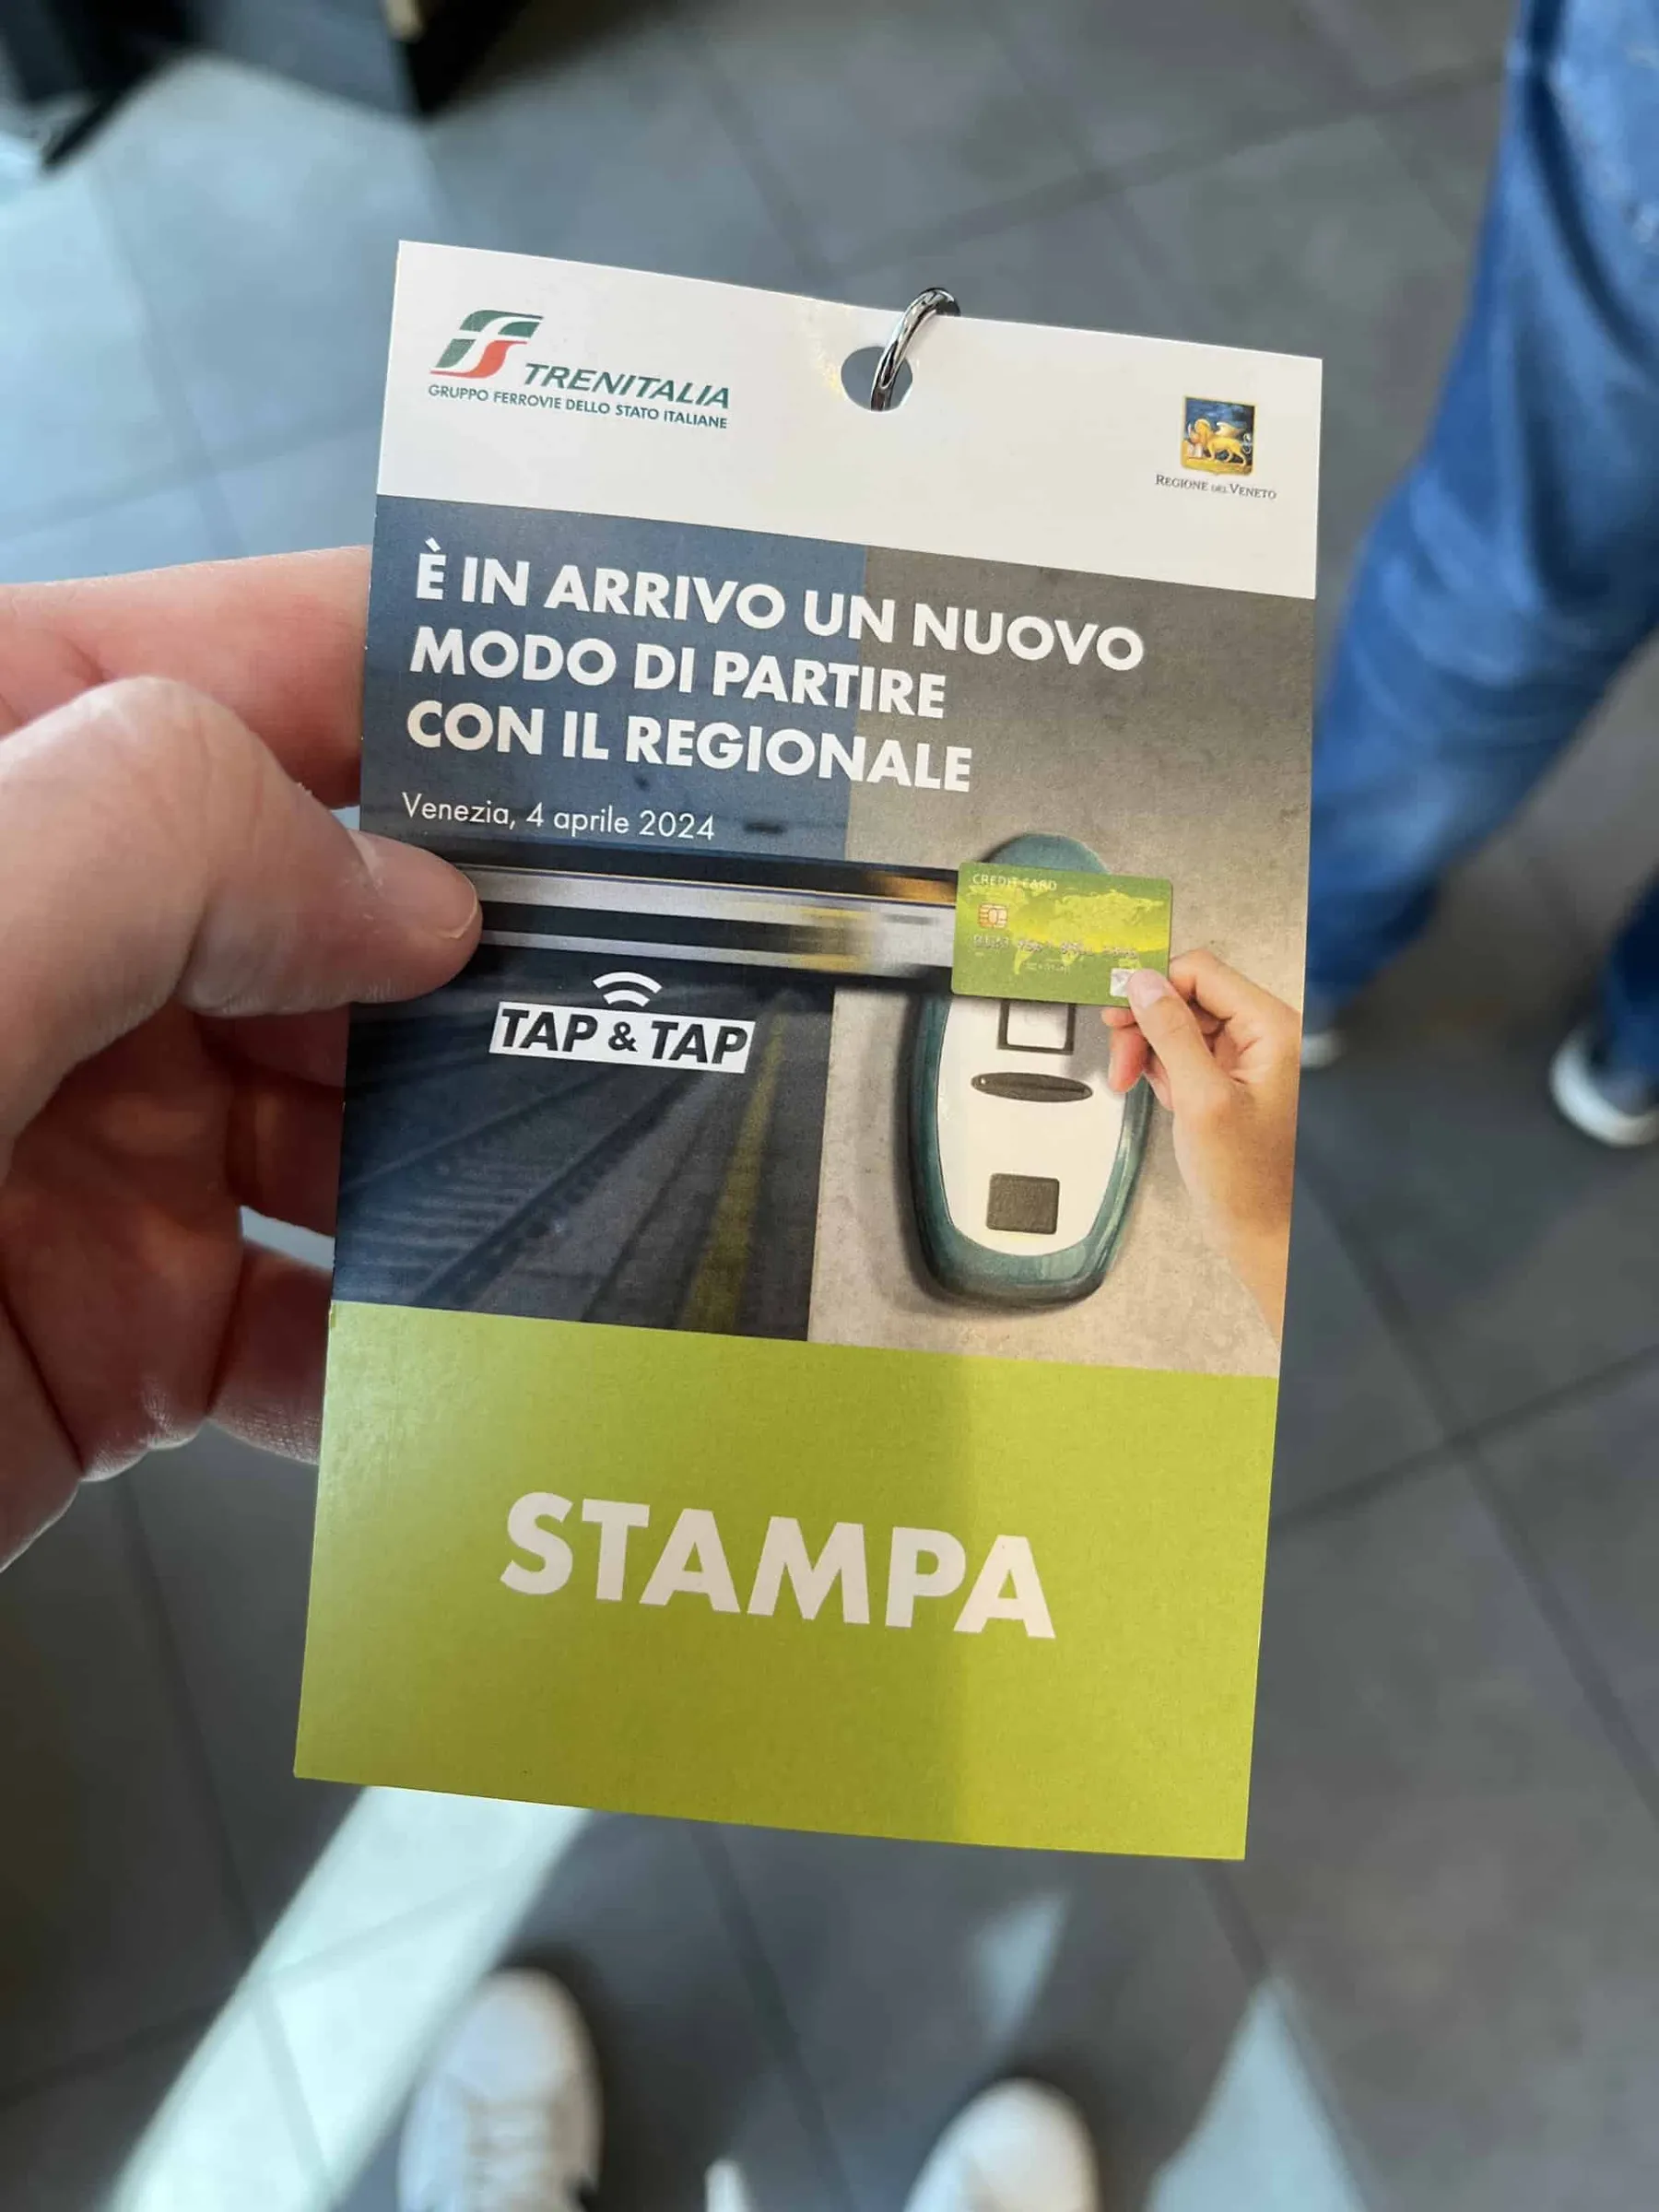 TRENITALIA
GRUPPO FERROVIE DELLO STATO ITALIANE
REGIONE DEL VENETO
È IN ARRIVO UN NUOVO
MODO DI PARTIRE
CON IL REGIONALE
Venezia, 4 aprile 2024
CREDIT CARD
TAP & TAP
STAMPA